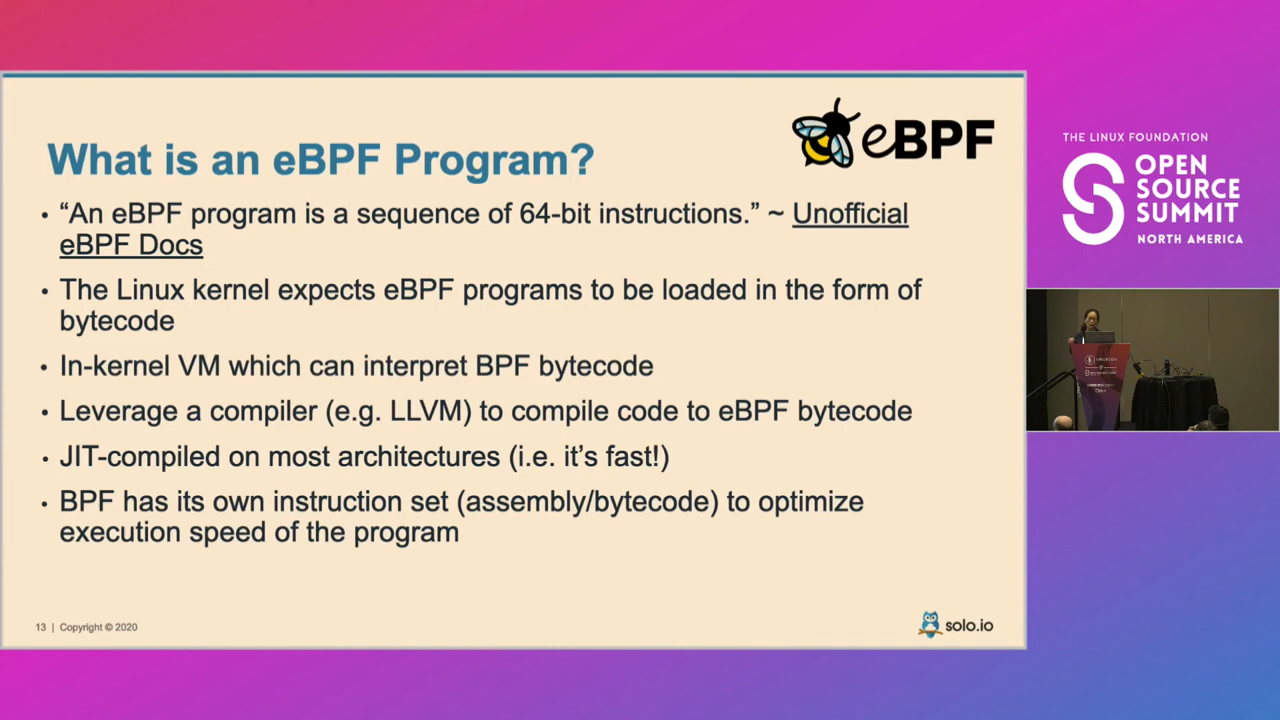 What is an eBPF Program?
eBPF
• “An eBPF program is a sequence of 64-bit instructions.” ~ Unofficial
eBPF Docs
• The Linux kernel expects eBPF programs to be loaded in the form of
bytecode
• In-kernel VM which can interpret BPF bytecode
• Leverage a compiler (e.g. LLVM) to compile code to eBPF bytecode
• JIT-compiled on most architectures (i.e. it’s fast!)
• BPF has its own instruction set (assembly/bytecode) to optimize
execution speed of the program
13 | Copyright © 2020
solo.io
THE LINUX FOUNDATION
OPEN
SOURCE
SUMMIT
NORTH AMERICA